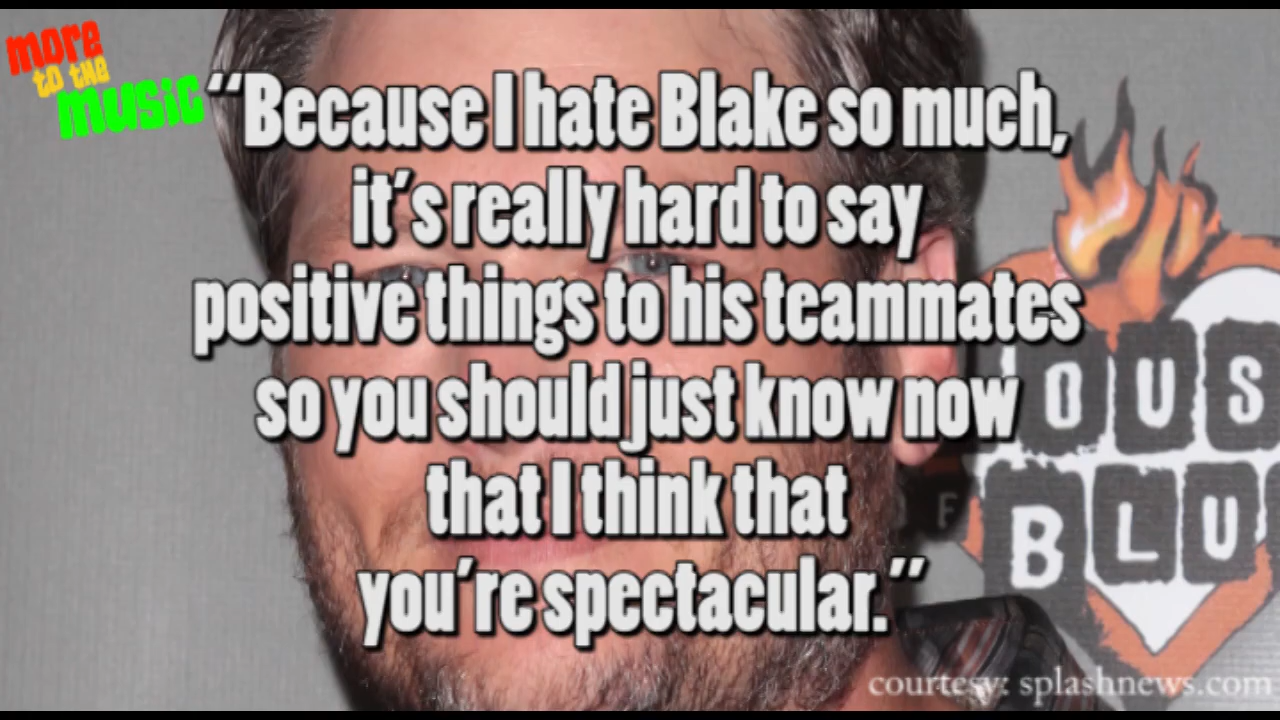 more
to the
music
“Because I hate Blake so much,
it's really hard to say
positive things to his teammates
so you should just know now
that I think that
you're spectacular.”
OUS
OF
BLU
courtesy: splashnews.com